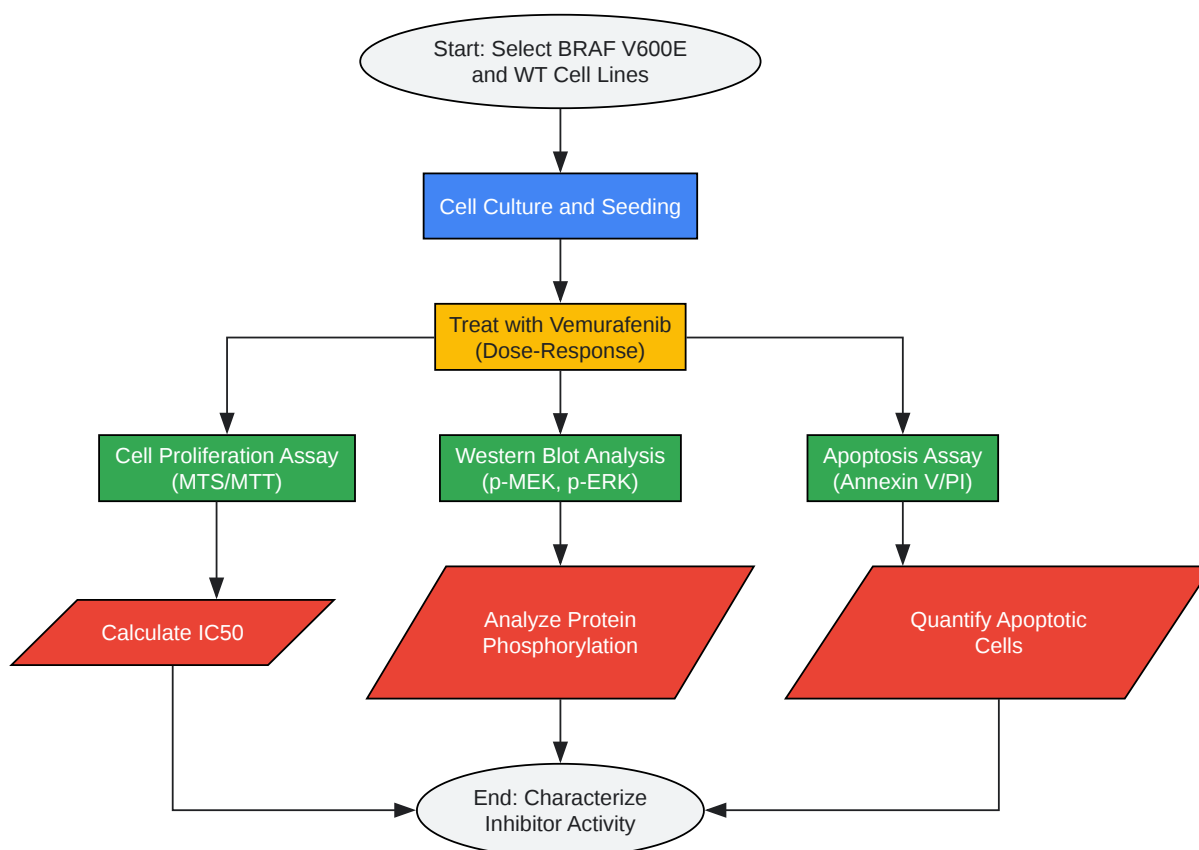 Start: Select BRAF V600E
and WT Cell Lines
Cell Culture and Seeding
Treat with Vemurafenib
(Dose-Response)
Cell Proliferation Assay
(MTS/MTT)
Western Blot Analysis
(p-MEK, p-ERK)
Apoptosis Assay
(Annexin V/PI)
Calculate IC50
Analyze Protein
Phosphorylation
Quantify Apoptotic
Cells
End: Characterize
Inhibitor Activity